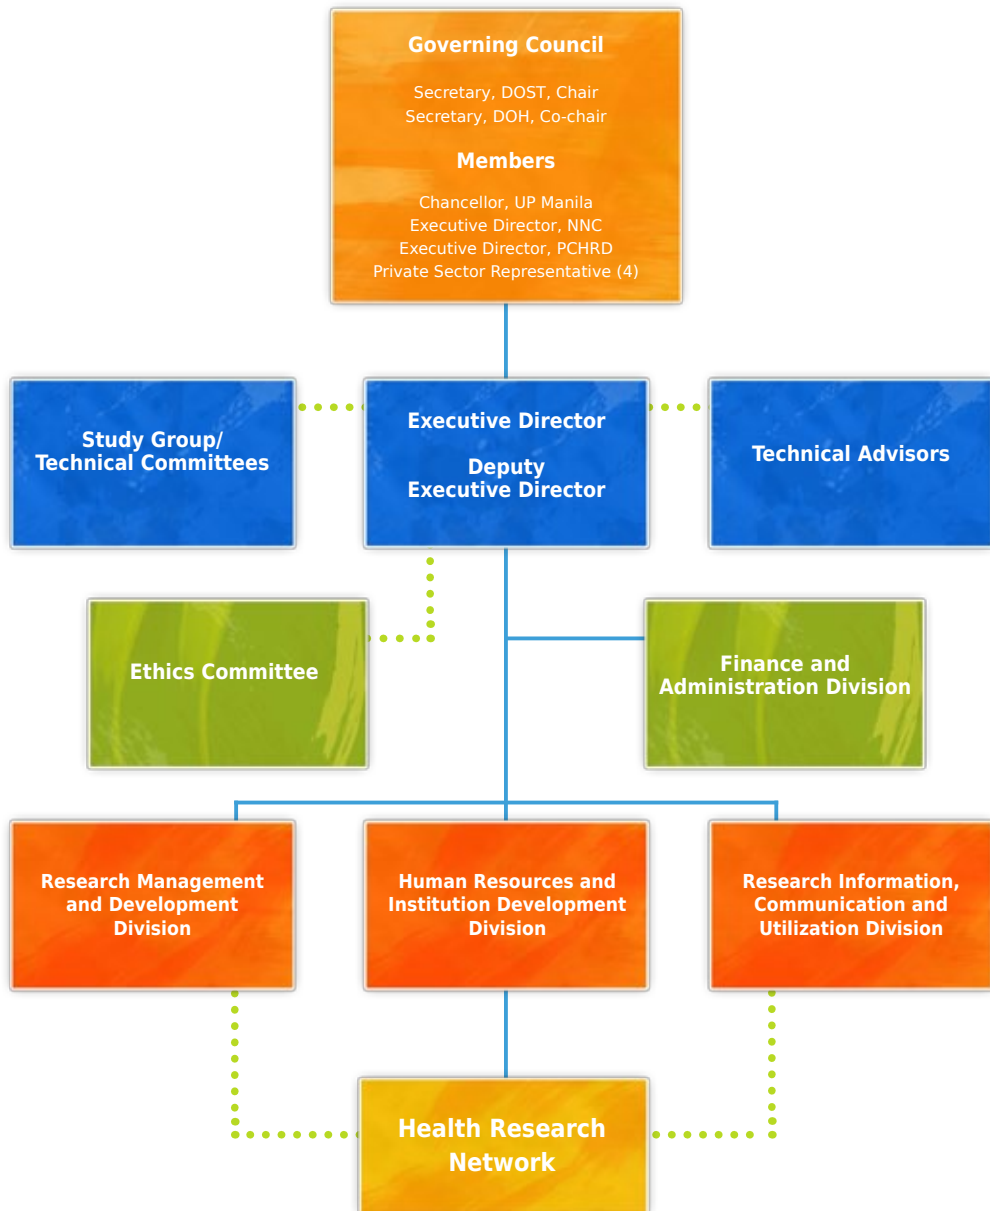 Governing Council
Secretary, DOST, Chair
Secretary, DOH, Co-chair
Members
Chancellor, UP Manila
Executive Director, NNC
Executive Director, PCHRD
Private Sector Representative (4)
Study Group/
Technical Committees
Executive Director
Deputy
Executive Director
Technical Advisors
Ethics Committee
Finance and
Administration Division
Research Management
and Development
Division
Human Resources and
Institution Development
Division
Research Information,
Communication and
Utilization Division
Health Research
Network